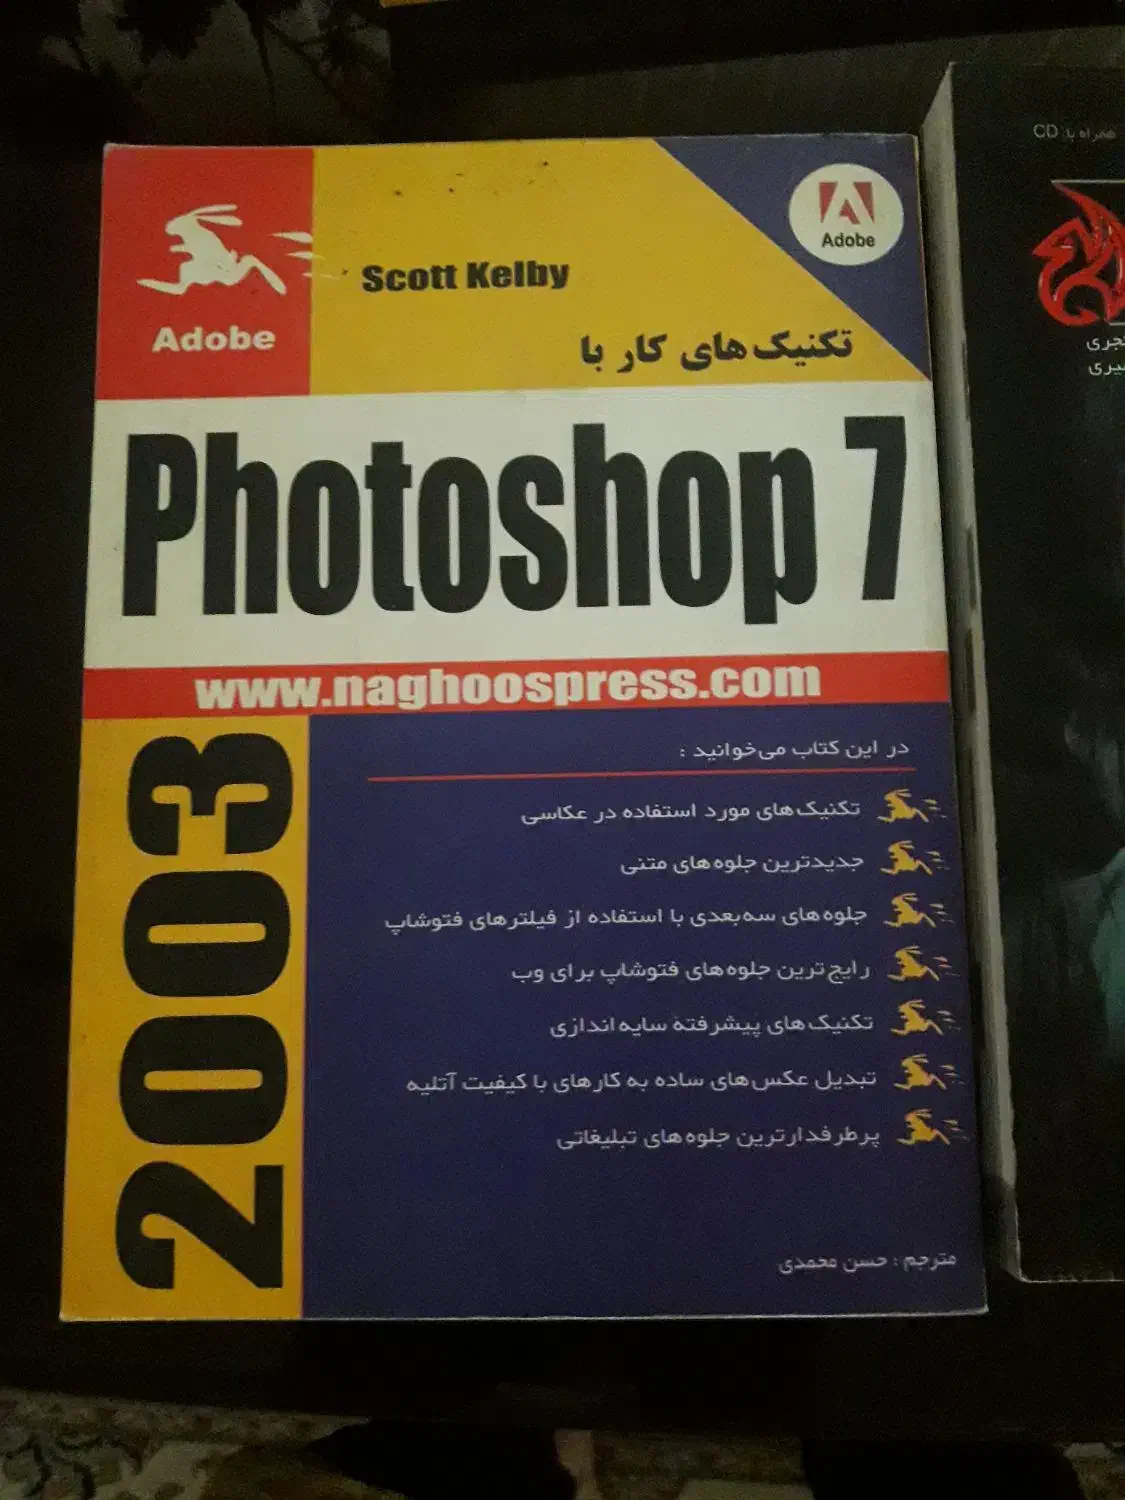 Adobe
Adobe
Scott Kelby
تکنیک های کار با
Photoshop 7
www.naghoospress.com
2003
در این کتاب می‌خوانید :
تکنیک‌های مورد استفاده در عکاسی
جدیدترین جلوه‌های متنی
جلوه‌های سه‌بعدی با استفاده از فیلترهای فتوشاپ
رایج‌ترین جلوه‌های فتوشاپ برای وب
تکنیک‌های پیشرفتهٔ سایه‌اندازی
تبدیل عکس‌های ساده به کارهای با کیفیت آتلیه
پرطرفدارترین جلوه‌های تبلیغاتی
مترجم : حسن محمدی
همراه با: CD